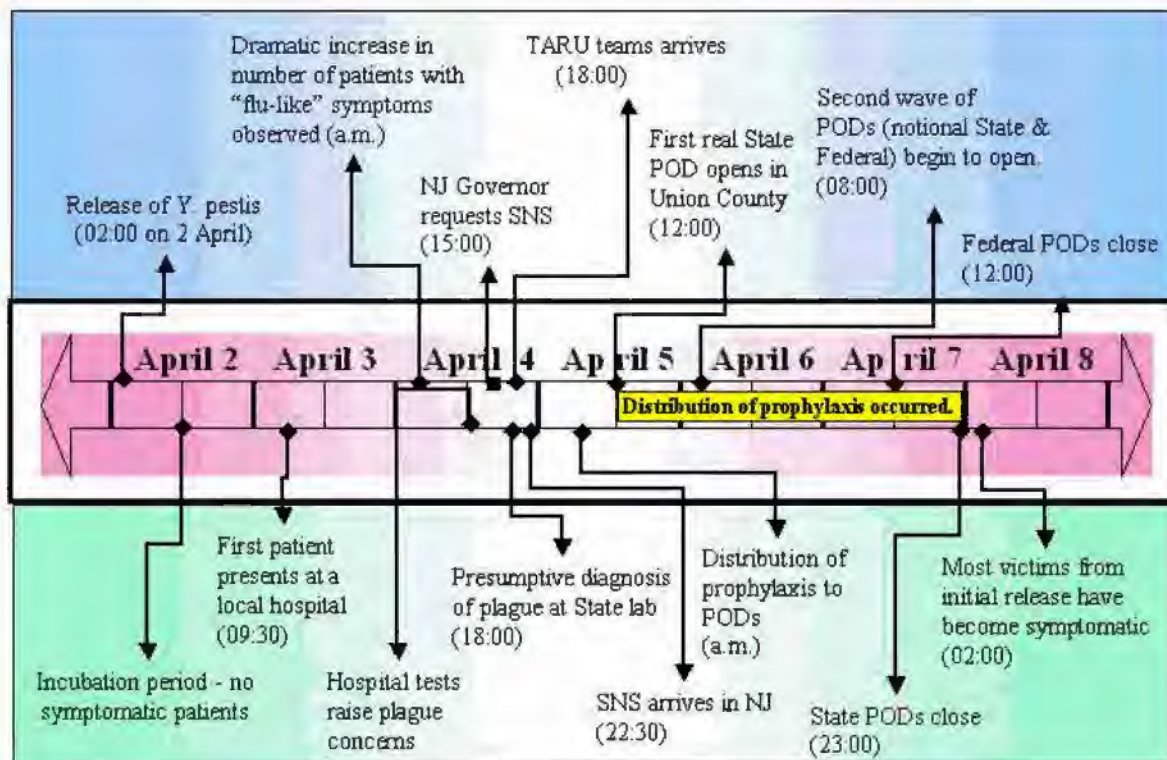 Dramatic increase in
number of patients with
“flu-like” symptoms
observed (a.m.)
TARU teams arrives
(18:00)
Second wave of
PODs (notional State &
Federal) begin to open.
(08:00)
First real State
POD opens in
Union County
(12:00)
NJ Governor
requests SNS
(15:00)
Release of Y. pestis
(02:00 on 2 April)
Federal PODs close
(12:00)
April 2
April 3
April 4
April 5
April 6
April 7
April 8
Distribution of prophylaxis occurred.
First patient
presents at a
local hospital
(09:30)
Presumptive diagnosis
of plague at State lab
(18:00)
Distribution of
prophylaxis to
PODs
(a.m.)
Most victims from
initial release have
become symptomatic
(02:00)
Incubation period - no
symptomatic patients
Hospital tests
raise plague
concerns
SNS arrives in NJ
(22:30)
State PODs close
(23:00)